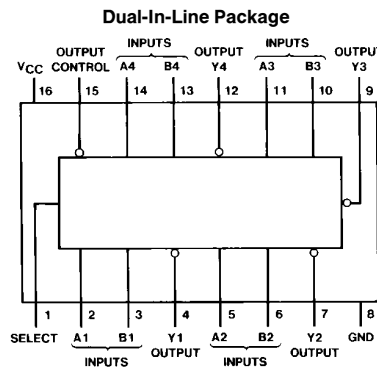 Dual-In-Line Package
OUTPUT INPUTS OUTPUT INPUTS OUTPUT
VCC CONTROL A4 B4 Y4 A3 B3 Y3
16 15 14 13 12 11 10 9
1 2 3 4 5 6 7 8
SELECT A1 B1 Y1 A2 B2 Y2 GND
INPUTS OUTPUT INPUTS OUTPUT